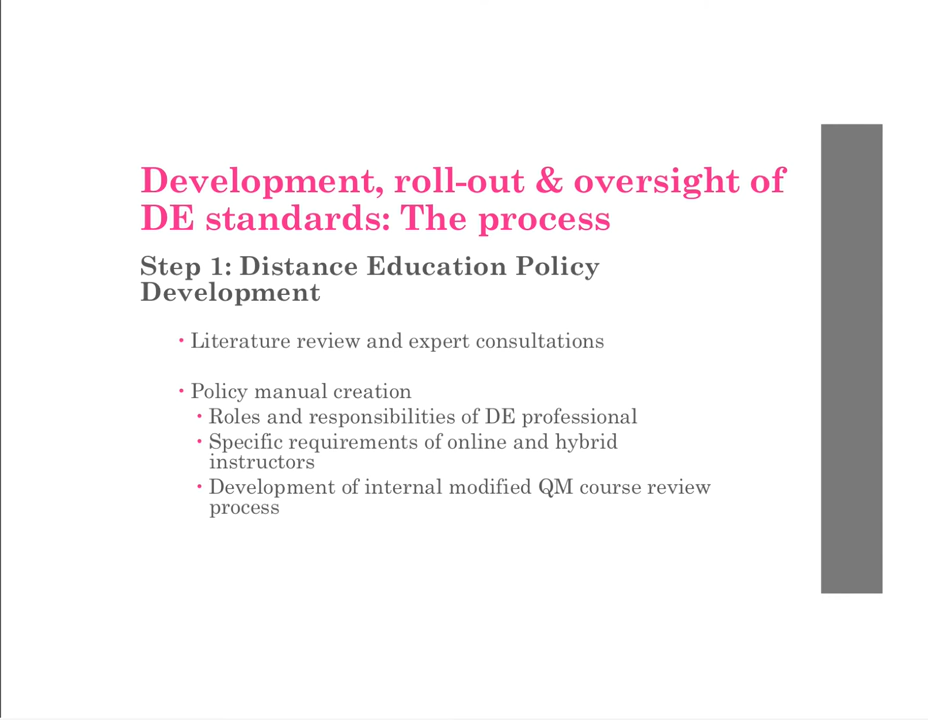 Development, roll-out & oversight of
DE standards: The process
Step 1: Distance Education Policy
Development
• Literature review and expert consultations
• Policy manual creation
• Roles and responsibilities of DE professional
• Specific requirements of online and hybrid
instructors
• Development of internal modified QM course review
process